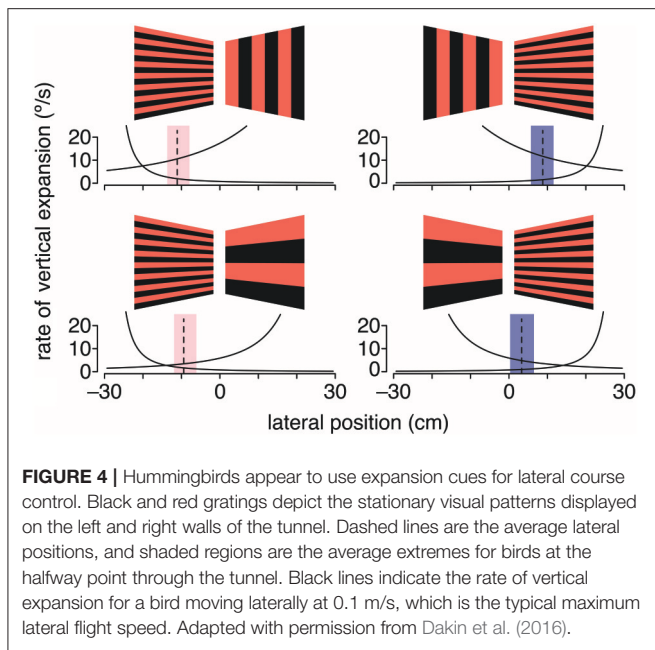 rate of vertical expansion (º/s)
20
10
0
20
10
0
20
10
0
20
10
0
–30
0
30
0
30
lateral position (cm)
FIGURE 4 | Hummingbirds appear to use expansion cues for lateral course
control. Black and red gratings depict the stationary visual patterns displayed
on the left and right walls of the tunnel. Dashed lines are the average lateral
positions, and shaded regions are the average extremes for birds at the
halfway point through the tunnel. Black lines indicate the rate of vertical
expansion for a bird moving laterally at 0.1 m/s, which is the typical maximum
lateral flight speed. Adapted with permission from Dakin et al. (2016).